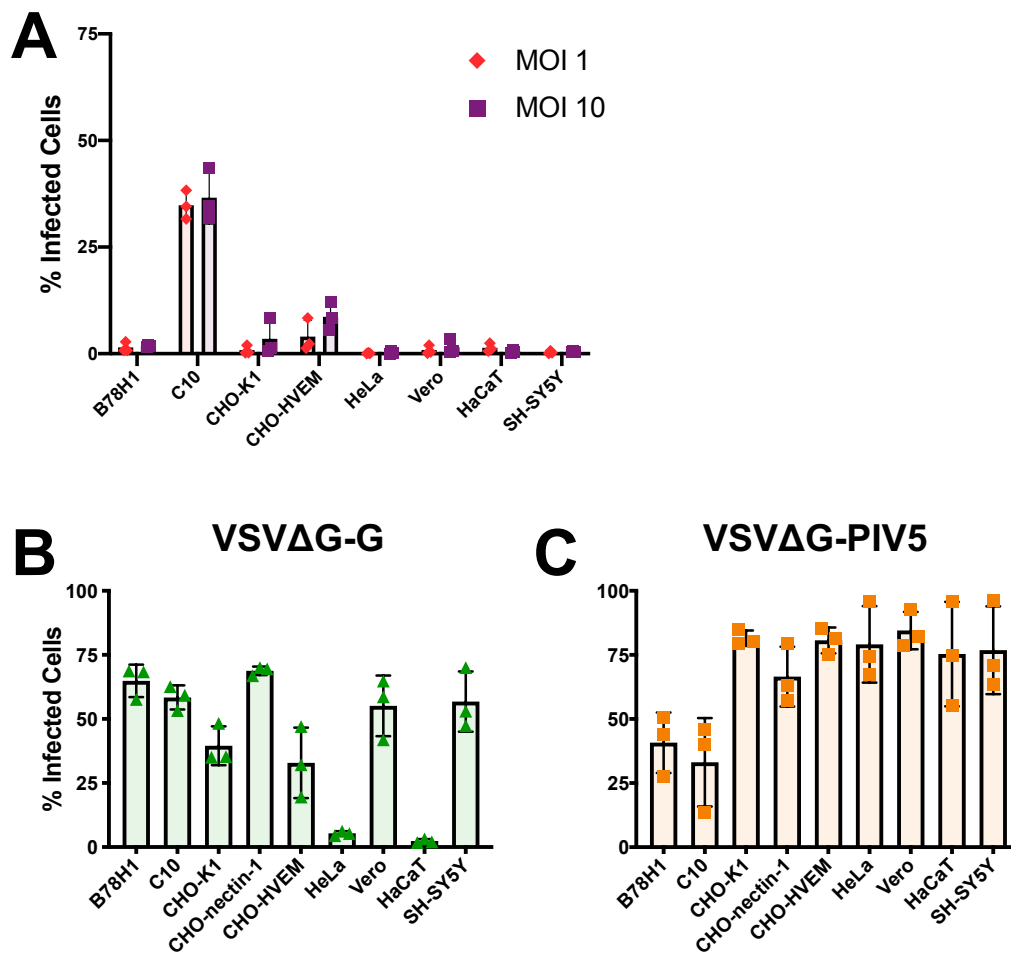 A
75
50
25
0
% Infected Cells
MOI 1
MOI 10
B78H1
C10
CHO-K1
CHO-HVEM
HeLa
Vero
HaCaT
SH-SY5Y
B
VSVΔG-G
100
75
50
25
0
% Infected Cells
B78H1
C10
CHO-K1
CHO-nectin-1
CHO-HVEM
HeLa
Vero
HaCaT
SH-SY5Y
C
VSVΔG-PIV5
100
75
50
25
0
B78H1
C10
CHO-K1
CHO-nectin-1
CHO-HVEM
HeLa
Vero
HaCaT
SH-SY5Y